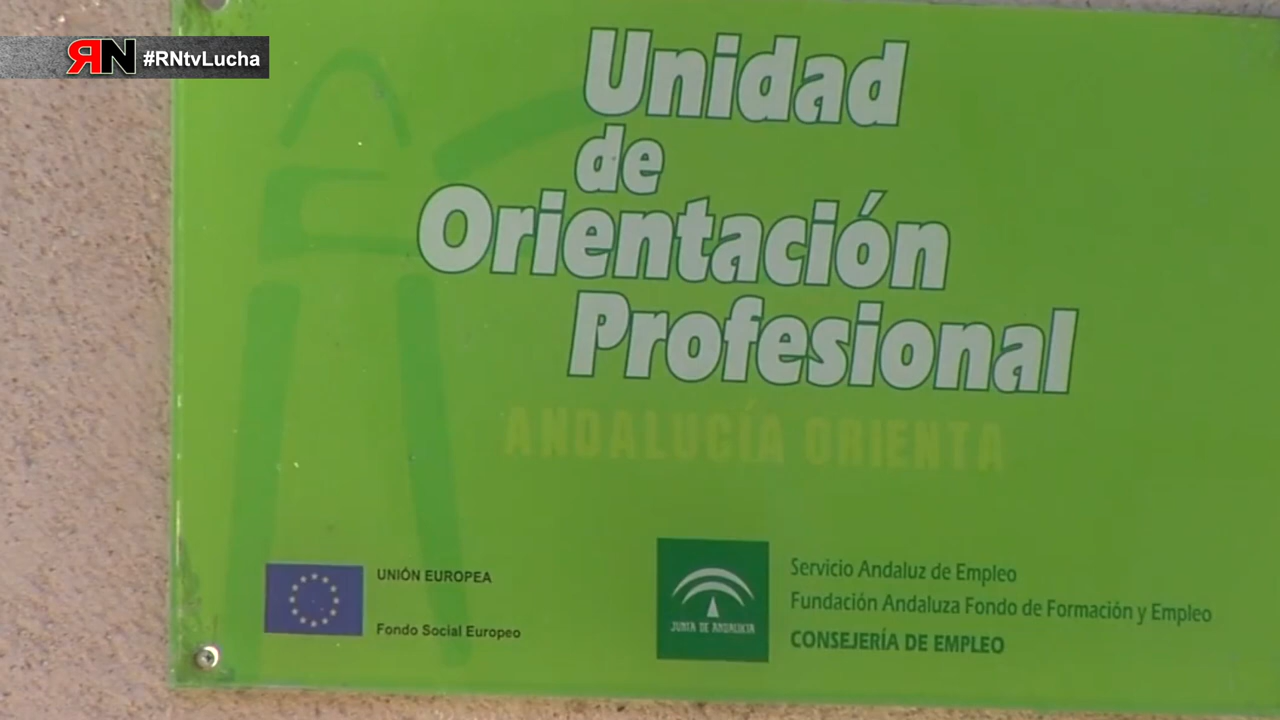 RN #RNtvLucha
Unidad
de
Orientación
Profesional
ANDALUCÍA ORIENTA
UNIÓN EUROPEA
Fondo Social Europeo
JUNTA DE ANDALUCIA
Servicio Andaluz de Empleo
Fundación Andaluza Fondo de Formación y Empleo
CONSEJERÍA DE EMPLEO